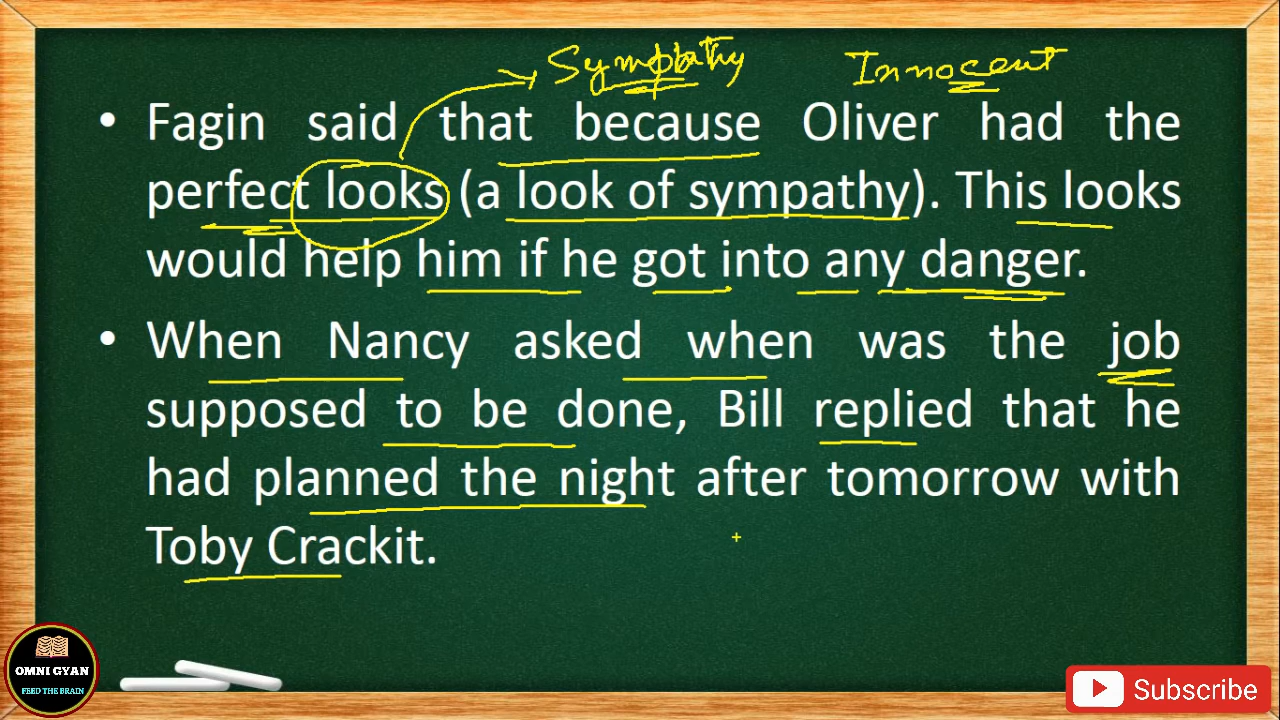 Sympathy Innocent
• Fagin said that because Oliver had the
perfect looks (a look of sympathy). This looks
would help him if he got into any danger.
• When Nancy asked when was the job
supposed to be done, Bill replied that he
had planned the night after tomorrow with
Toby Crackit.
OMNI GYAN
FEED THE BRAIN
Subscribe